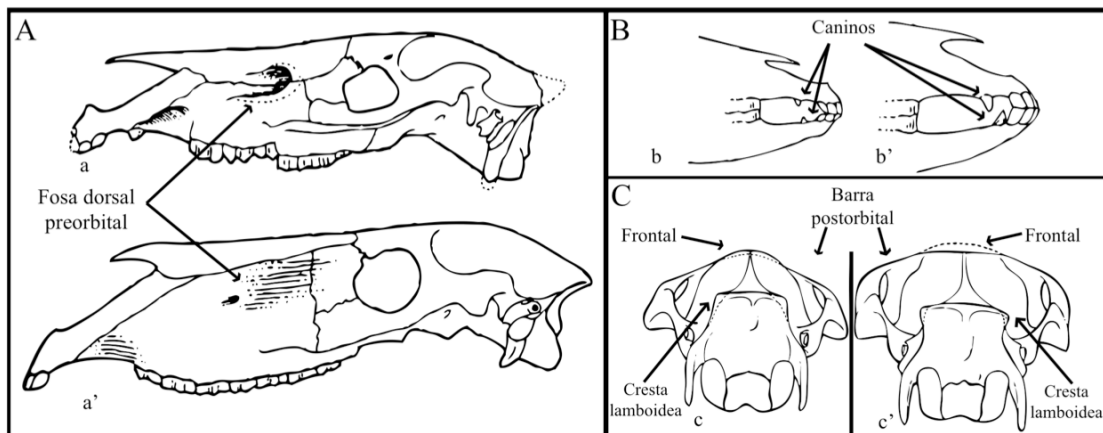 A
a
Fosa dorsal
preorbital
a'
B
Caninos
b
b'
C
Barra
postorbital
Frontal
Frontal
Cresta
lamboidea
c
Cresta
lamboidea
c'